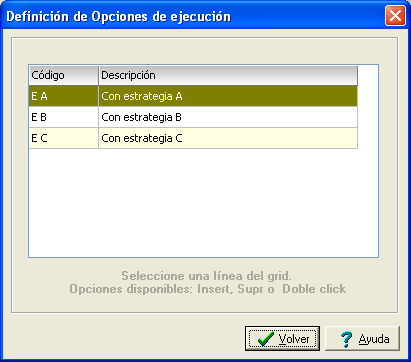 Definición de Opciones de ejecución
Código Descripción
E A Con estrategia A
E B Con estrategia B
E C Con estrategia C
Seleccione una línea del grid.
Opciones disponibles: Insert, Supr o Doble click
Volver Ayuda